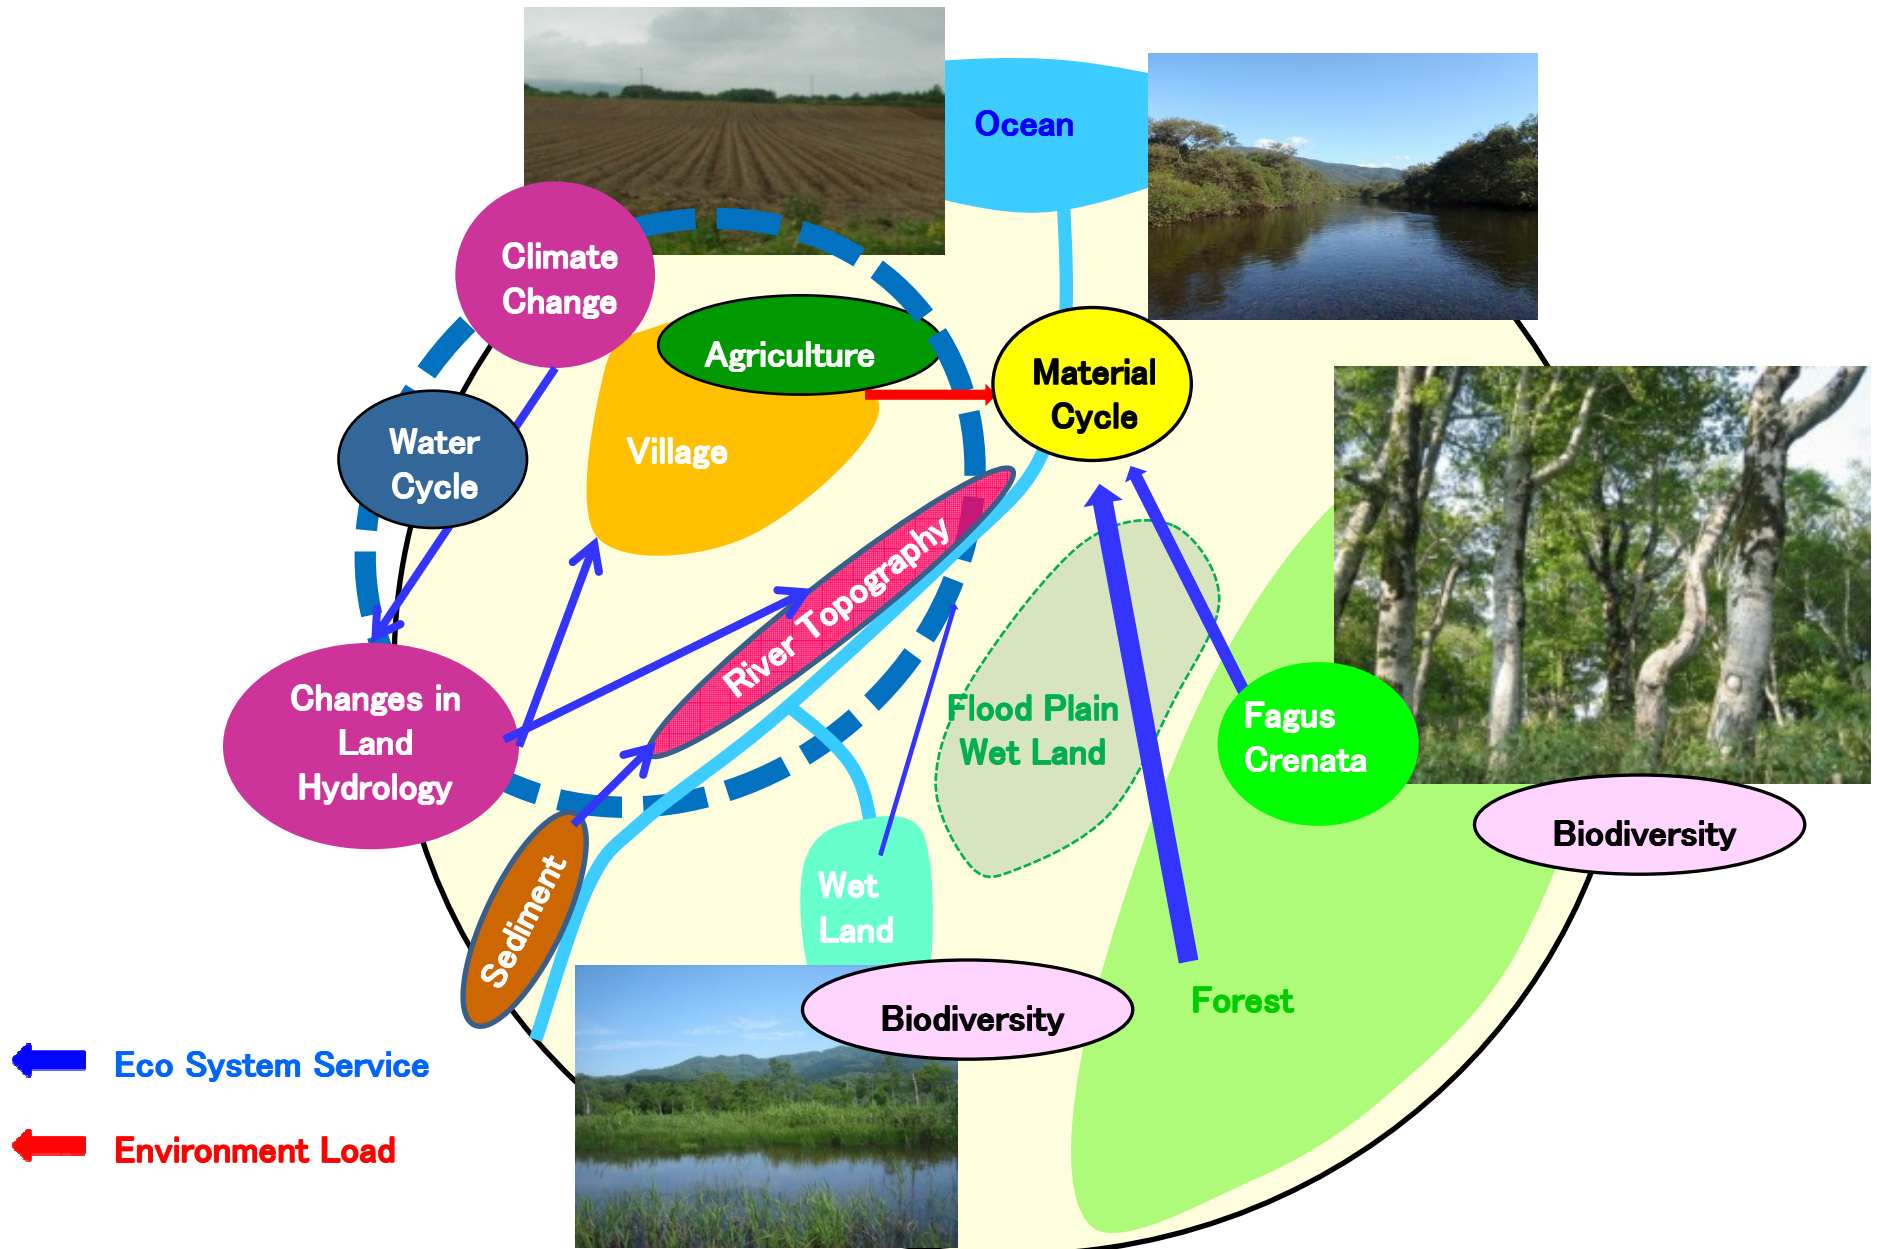 Ocean
Climate
Change
Agriculture
Material
Cycle
Village
Water
Cycle
River Topography
Changes in
Land
Hydrology
Flood Plain
Wet Land
Fagus
Crenata
Biodiversity
Sediment
Wet
Land
Biodiversity
Forest
Eco System Service
Environment Load